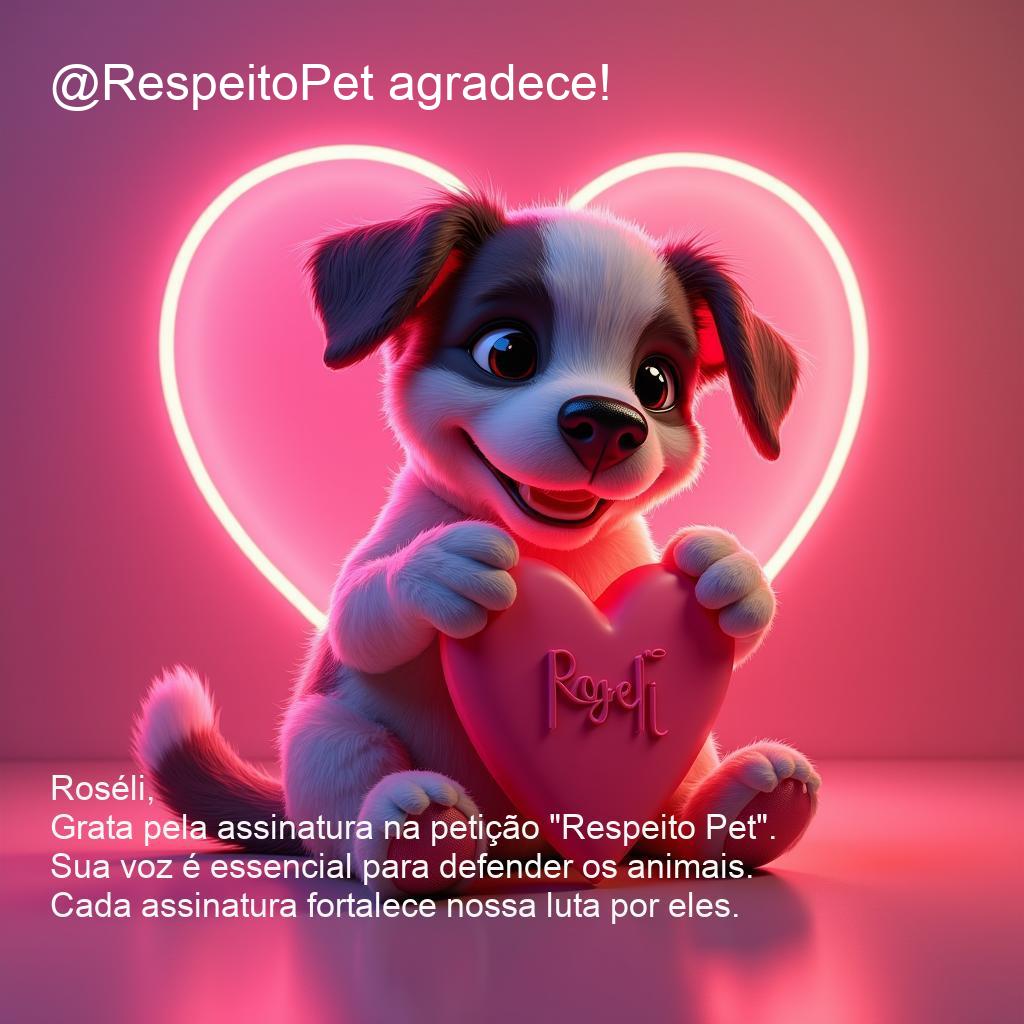 @RespeitoPet agradece!
Roséli,
Grata pela assinatura na petição "Respeito Pet".
Sua voz é essencial para defender os animais.
Cada assinatura fortalece nossa luta por eles.